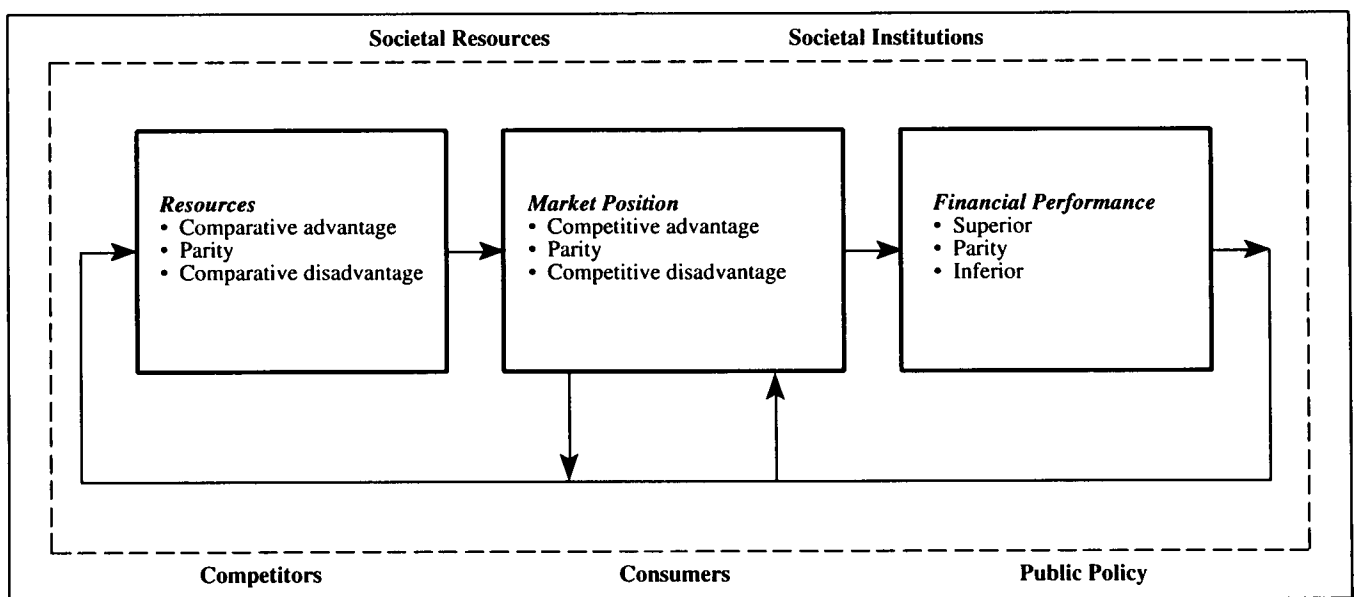 Societal Resources
Societal Institutions
Resources
• Comparative advantage
• Parity
• Comparative disadvantage
Market Position
• Competitive advantage
• Parity
• Competitive disadvantage
Financial Performance
• Superior
• Parity
• Inferior
Competitors
Consumers
Public Policy